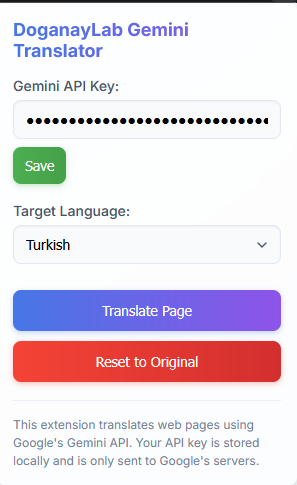 DoganayLab Gemini
Translator
Gemini API Key:
••••••••••••••••••••••••••••••
Save
Target Language:
Turkish
Translate Page
Reset to Original
This extension translates web pages using
Google's Gemini API. Your API key is stored
locally and is only sent to Google's servers.